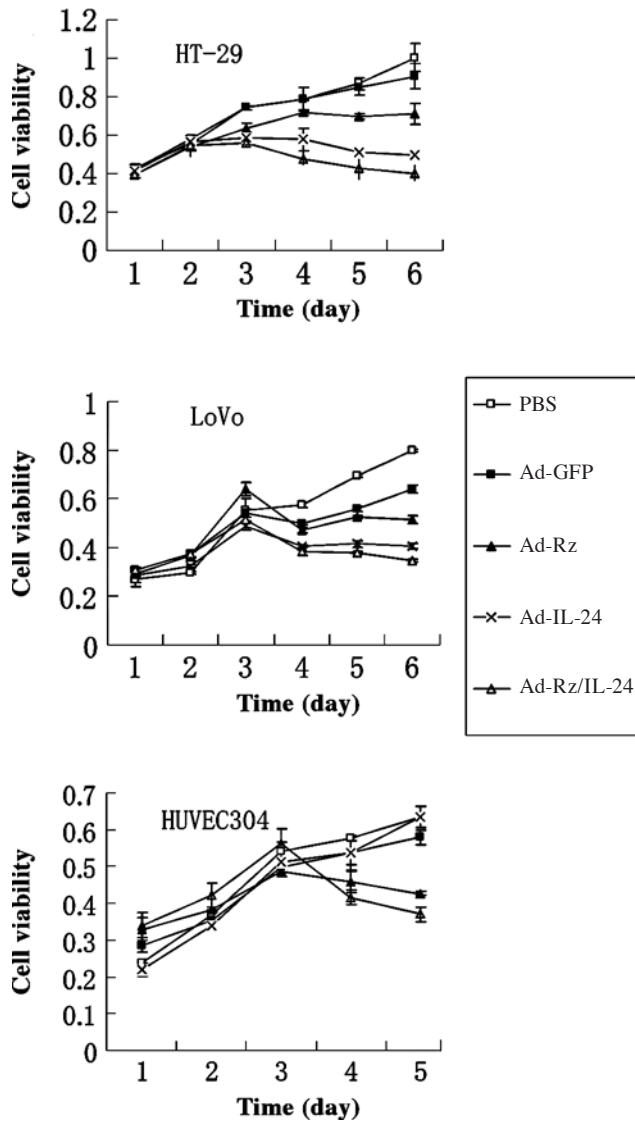 1.2
1
0.8
0.6
0.4
0.2
0
HT-29
Cell viability
1 2 3 4 5 6
Time (day)
1
0.8
0.6
0.4
0.2
0
LoVo
Cell viability
1 2 3 4 5 6
Time (day)
PBS
Ad-GFP
Ad-Rz
Ad-IL-24
Ad-Rz/IL-24
0.7
0.6
0.5
0.4
0.3
0.2
0.1
0
HUVEC304
Cell viability
1 2 3 4 5
Time (day)